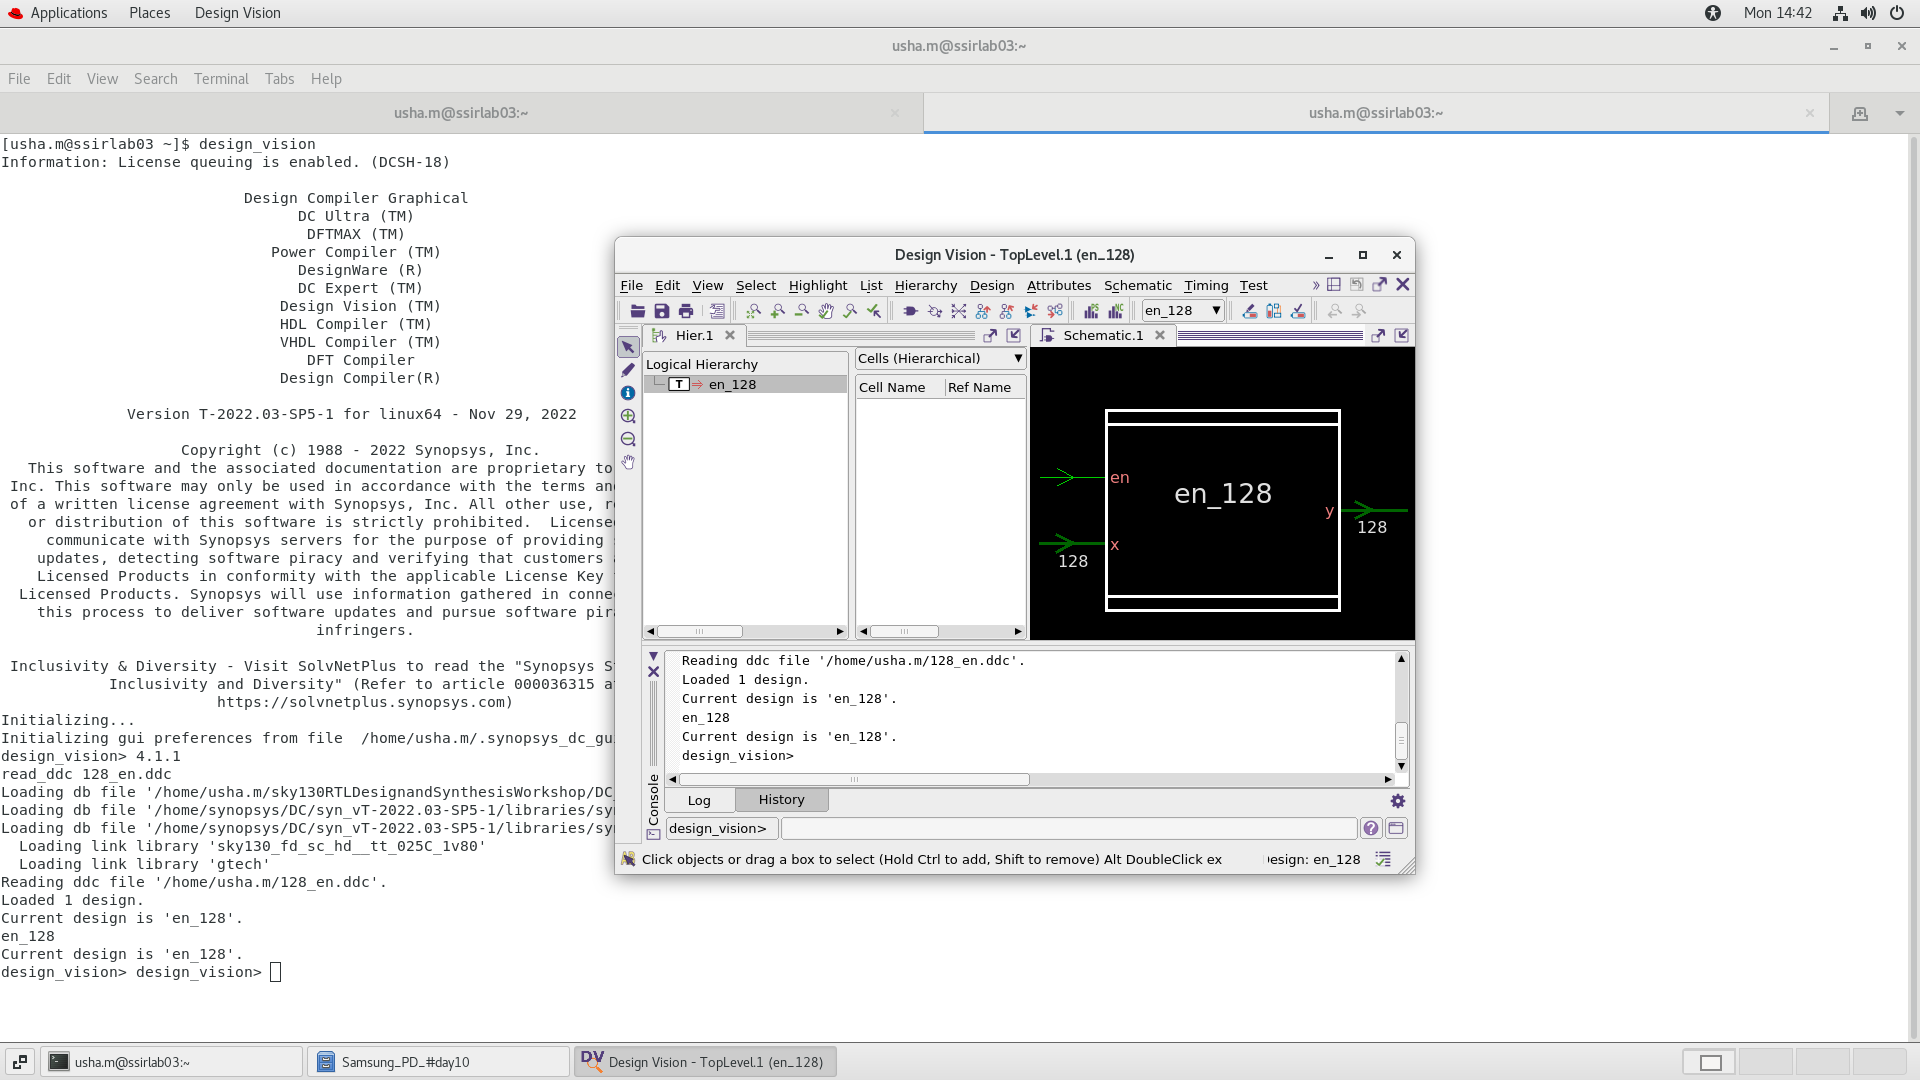 Applications Places Design Vision Mon 14:42
usha.m@ssirlab03:~
File Edit View Search Terminal Tabs Help
usha.m@ssirlab03:~ usha.m@ssirlab03:~
[usha.m@ssirlab03 ~]$ design_vision
Information: License queuing is enabled. (DCSH-18)
Design Compiler Graphical
DC Ultra (TM)
DFTMAX (TM)
Power Compiler (TM)
DesignWare (R)
DC Expert (TM)
Design Vision (TM)
HDL Compiler (TM)
VHDL Compiler (TM)
DFT Compiler
Design Compiler(R)
Version T-2022.03-SP5-1 for linux64 - Nov 29, 2022
Copyright (c) 1988 - 2022 Synopsys, Inc.
This software and the associated documentation are proprietary to
Inc. This software may only be used in accordance with the terms an
of a written license agreement with Synopsys, Inc. All other use, r
or distribution of this software is strictly prohibited. License
communicate with Synopsys servers for the purpose of providing
updates, detecting software piracy and verifying that customers
Licensed Products in conformity with the applicable License Key
Licensed Products. Synopsys will use information gathered in conne
this process to deliver software updates and pursue software pir
infringers.
Inclusivity & Diversity - Visit SolvNetPlus to read the "Synopsys S
Inclusivity and Diversity" (Refer to article 000036315 a
https://solvnetplus.synopsys.com)
Initializing...
Initializing gui preferences from file /home/usha.m/.synopsys_dc_gu
design_vision> 4.1.1
read_ddc 128_en.ddc
Loading db file '/home/usha.m/sky130RTLDesignandSynthesisWorkshop/DC_
Loading db file '/home/synopsys/DC/syn_vT-2022.03-SP5-1/libraries/sy
Loading db file '/home/synopsys/DC/syn_vT-2022.03-SP5-1/libraries/sy
Loading link library 'sky130_fd_sc_hd__tt_025C_1v80'
Loading link library 'gtech'
Reading ddc file '/home/usha.m/128_en.ddc'.
Loaded 1 design.
Current design is 'en_128'.
en_128
Current design is 'en_128'.
design_vision> design_vision>
Design Vision - TopLevel.1 (en_128)
File Edit View Select Highlight List Hierarchy Design Attributes Schematic Timing Test »
en_128
Hier.1 Schematic.1
Logical Hierarchy
T en_128
Cells (Hierarchical)
Cell Name Ref Name
en
en_128
y
128
x
128
Reading ddc file '/home/usha.m/128_en.ddc'.
Loaded 1 design.
Current design is 'en_128'.
en_128
Current design is 'en_128'.
design_vision>
Console
Log History
design_vision>
Click objects or drag a box to select (Hold Ctrl to add, Shift to remove) Alt DoubleClick ex esign: en_128
usha.m@ssirlab03:~ Samsung_PD_#day10 DV Design Vision - TopLevel.1 (en_128)